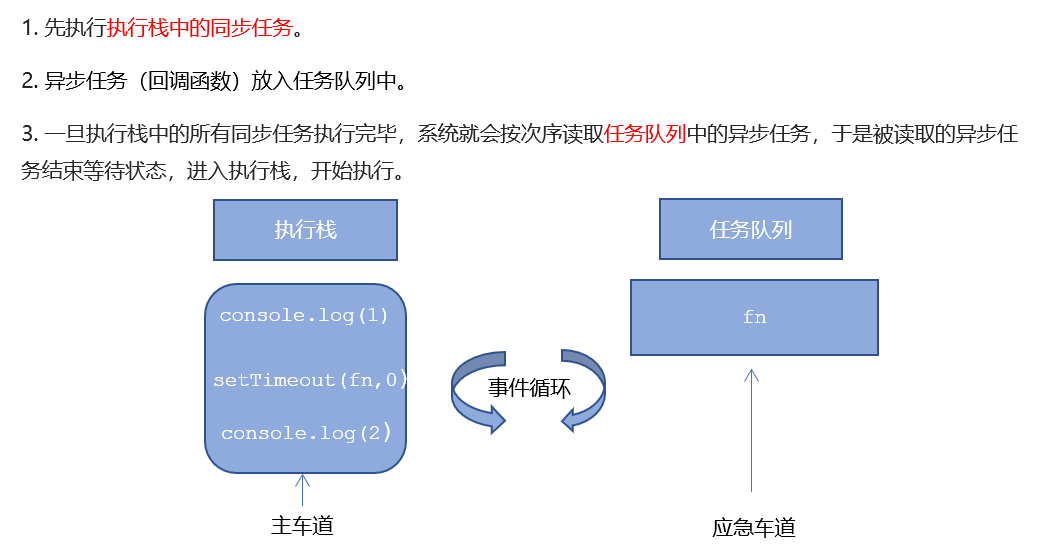 1. 先执行执行栈中的同步任务。
2. 异步任务（回调函数）放入任务队列中。
3. 一旦执行栈中的所有同步任务执行完毕，系统就会按次序读取任务队列中的异步任务，于是被读取的异步任
务结束等待状态，进入执行栈，开始执行。
执行栈
任务队列
console.log(1)
fn
setTimeout(fn,0)
事件循环
console.log(2)
主车道
应急车道